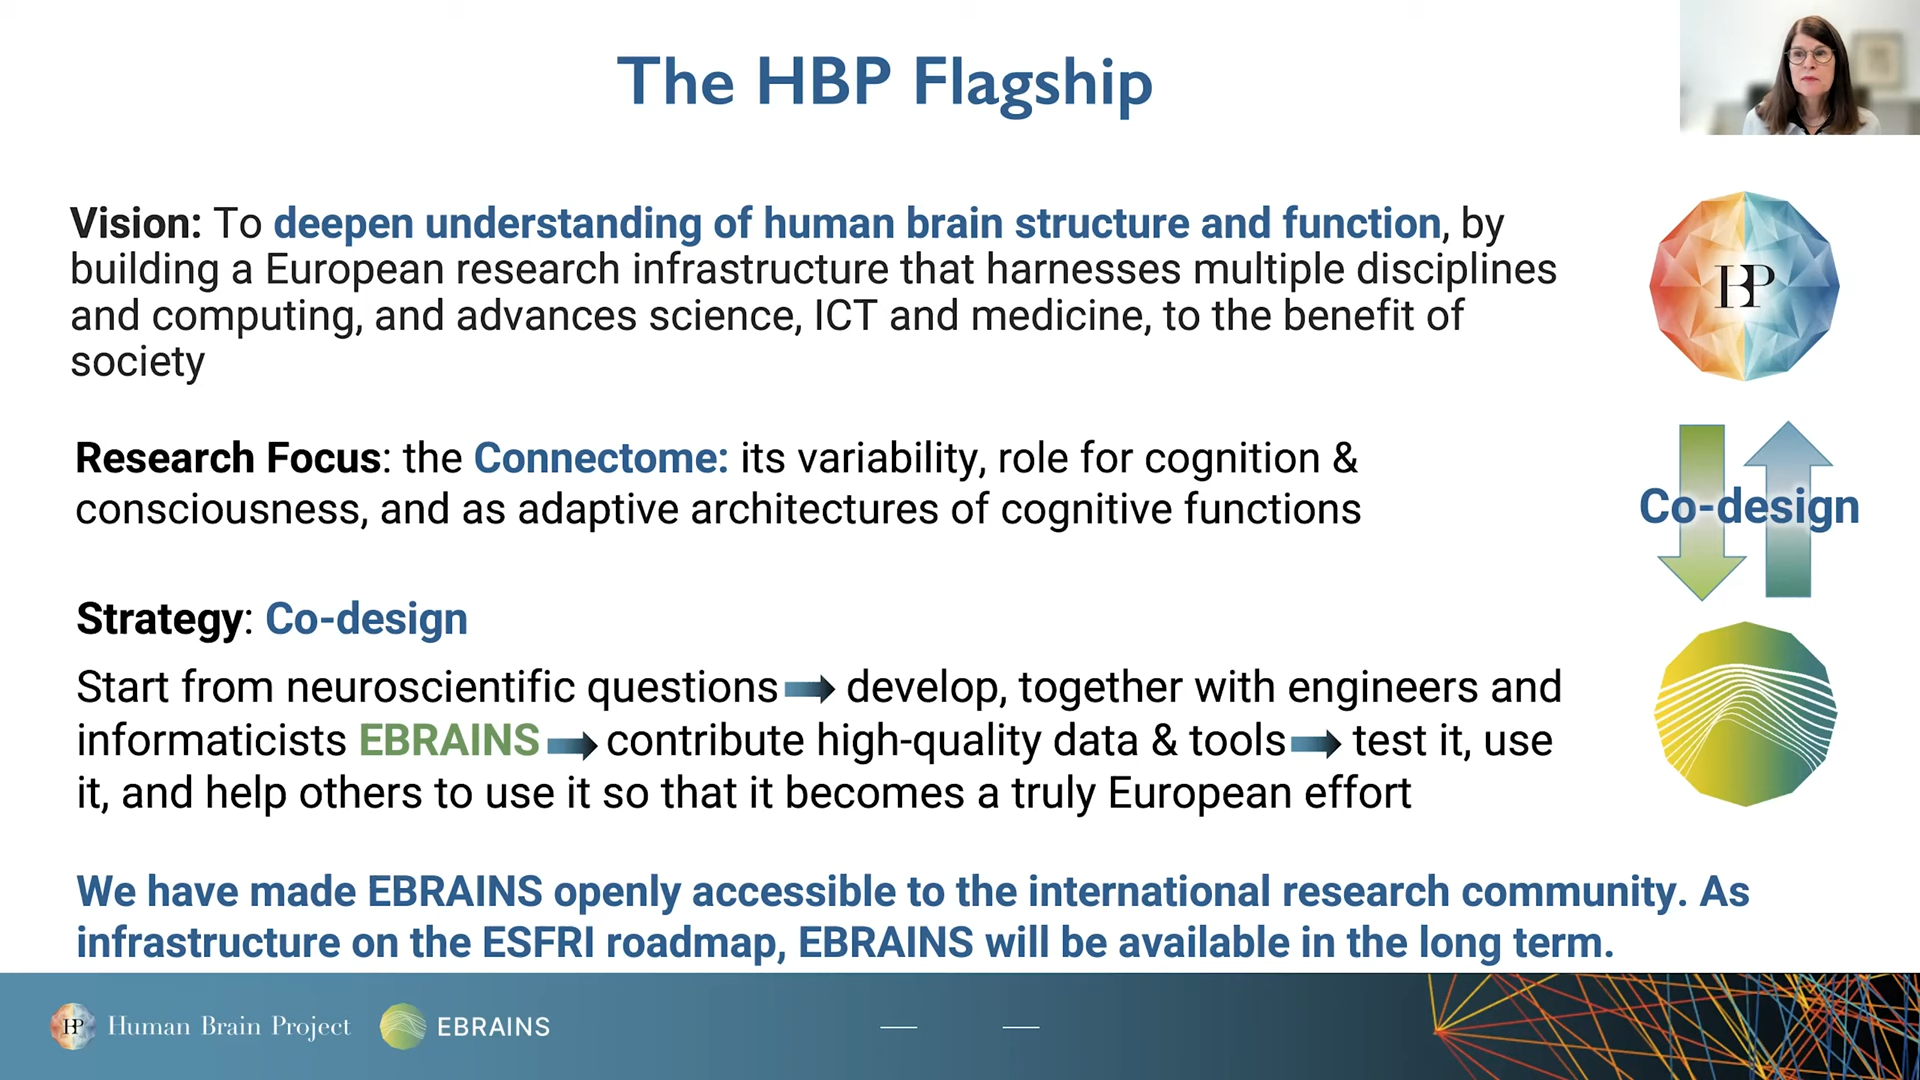 The HBP Flagship
Vision: To deepen understanding of human brain structure and function, by
building a European research infrastructure that harnesses multiple disciplines
and computing, and advances science, ICT and medicine, to the benefit of
society
HBP
Research Focus: the Connectome: its variability, role for cognition &
consciousness, and as adaptive architectures of cognitive functions
Co-design
Strategy: Co-design
Start from neuroscientific questions develop, together with engineers and
informaticists EBRAINS contribute high-quality data & tools test it, use
it, and help others to use it so that it becomes a truly European effort
We have made EBRAINS openly accessible to the international research community. As
infrastructure on the ESFRI roadmap, EBRAINS will be available in the long term.
HBP Human Brain Project EBRAINS